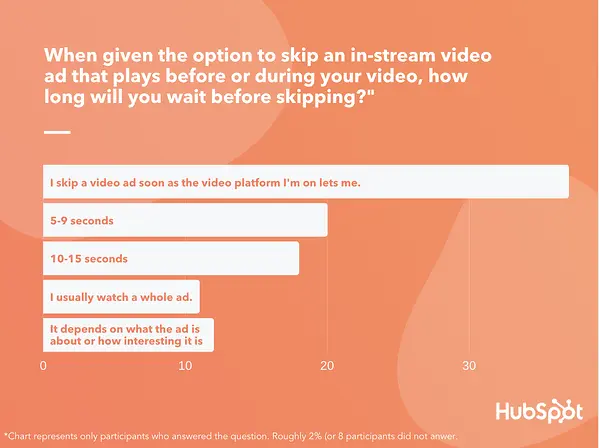 When given the option to skip an in-stream video
ad that plays before or during your video, how
long will you wait before skipping?"
I skip a video ad soon as the video platform I'm on lets me.
5-9 seconds
10-15 seconds
I usually watch a whole ad.
It depends on what the ad is
about or how interesting it is
0 10 20 30
HubSpot
*Chart represents only participants who answered the question. Roughly 2% (or 8 participants did not anwer.